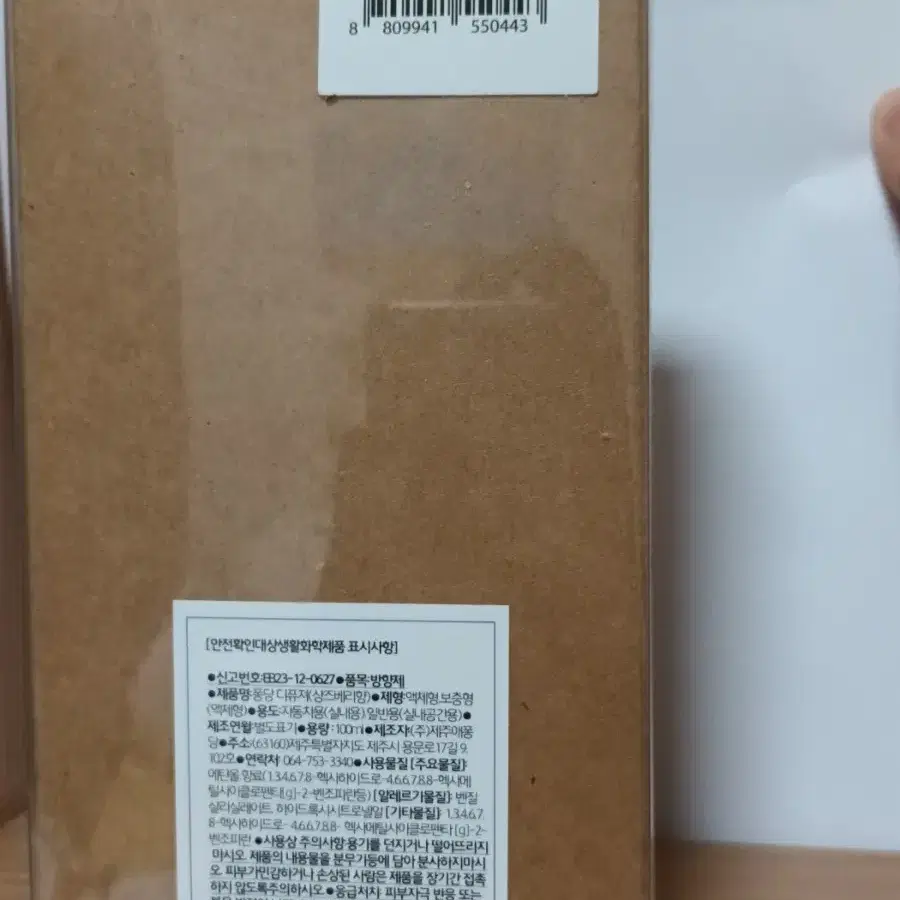 8 809941 550443
[안전확인대상생활화학제품 표시사항]
●신고번호:EB23-12-0627●품목:방향제
●제품명:퐁당 디퓨져(샹즈베리향)●제형:액체형,보충형
(액체형)●용도:자동차용(실내용) 일반용(실내공간용)●
제조연월:별도표기●용량:100ml●제조자:(주)제주애퐁
당●주소:(63160)제주특별자치도 제주시 용문로17길 9,
102호●연락처: 064-753-3340●사용물질 [주요물질]:
에탄올,향료(1,3,4,6,7,8-헥사하이드로-4,6,6,7,8,8-헥사메
틸사이클로펜타[g]-2-벤조피란등) [알레르기물질]: 벤질
살리실레이트, 하이드록시시트로넬알 [기타물질]: 1,3,4,6,7,
8-헥사하이드로- 4,6,6,7,8,8- 헥사메틸사이클로펜타[g]-2-
벤조피란 ●사용상 주의사항:용기를 던지거나 떨어뜨리지
마시오. 제품의 내용물을 분무기등에 담아 분사하지마시
오. 피부가민감하거나 손상된 사람은 제품을 장기간 접촉
하지 않도록주의하시오●응급처치: 피부자극 반응 또는